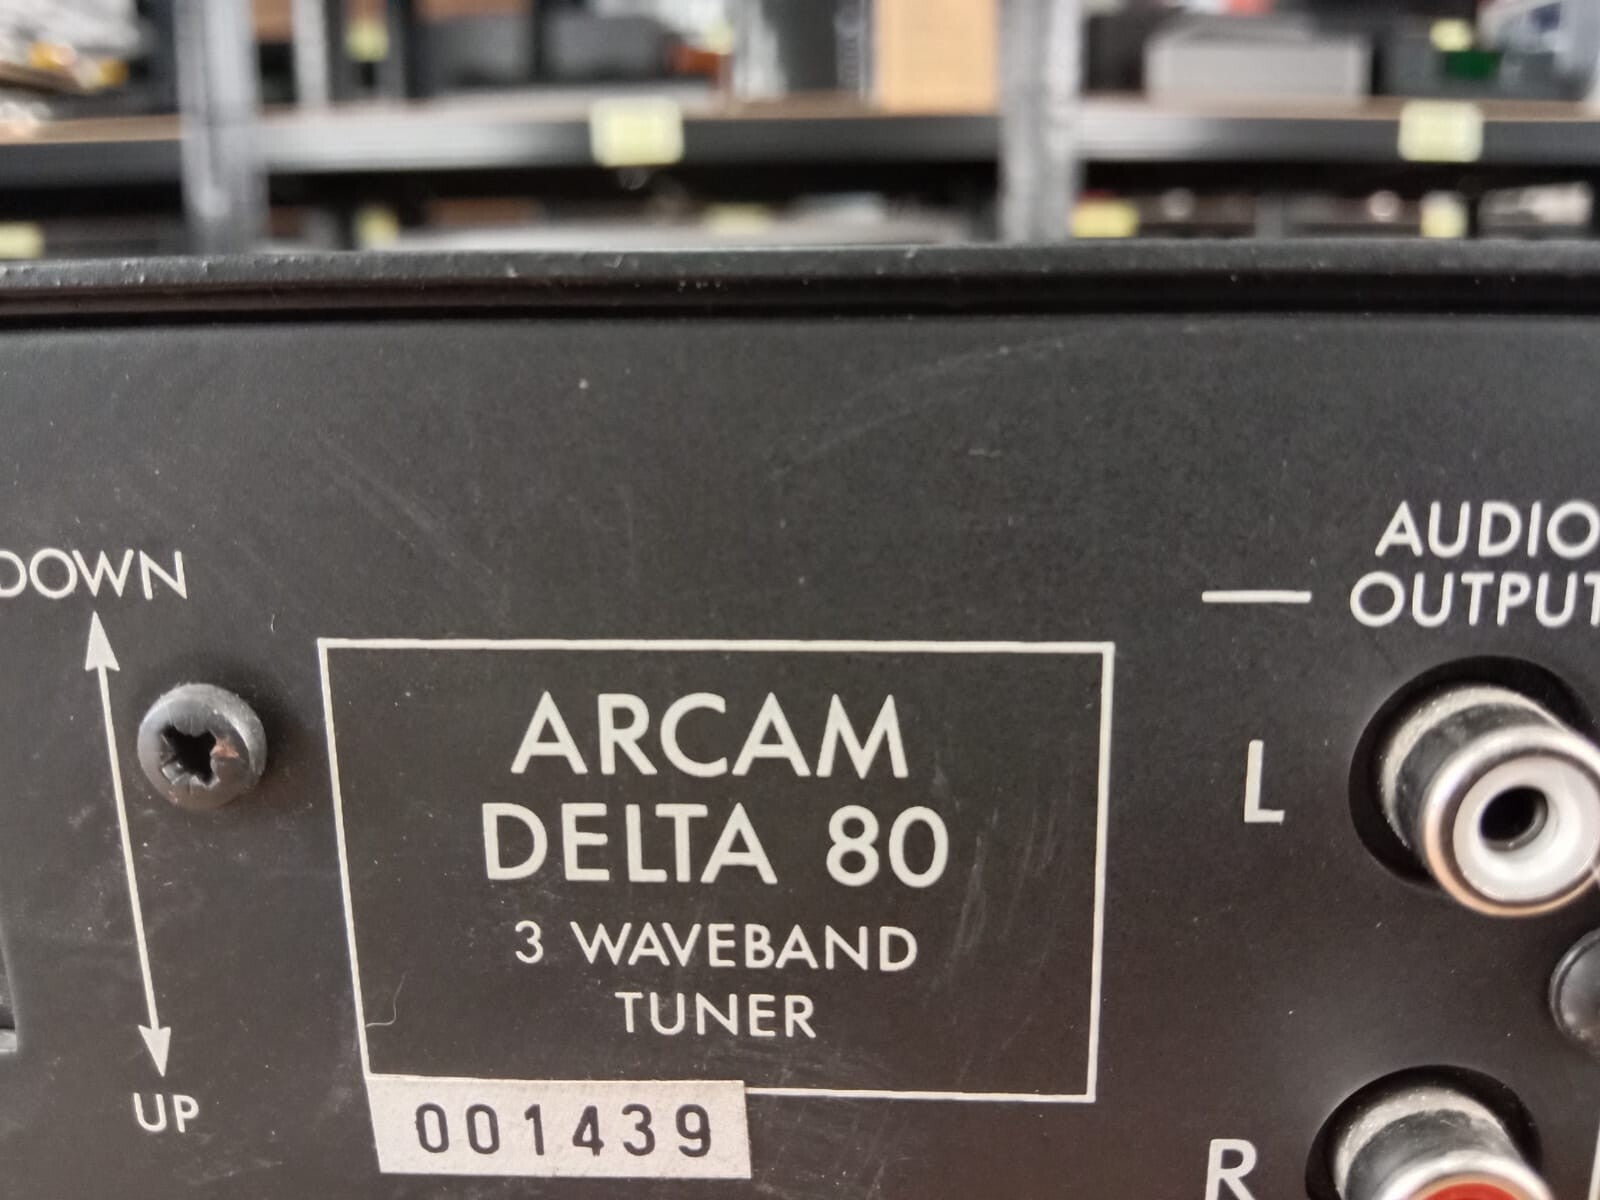 DOWN
UP
ARCAM
DELTA 80
3 WAVEBAND
TUNER
001439
AUDIO
OUTPUT
L
R